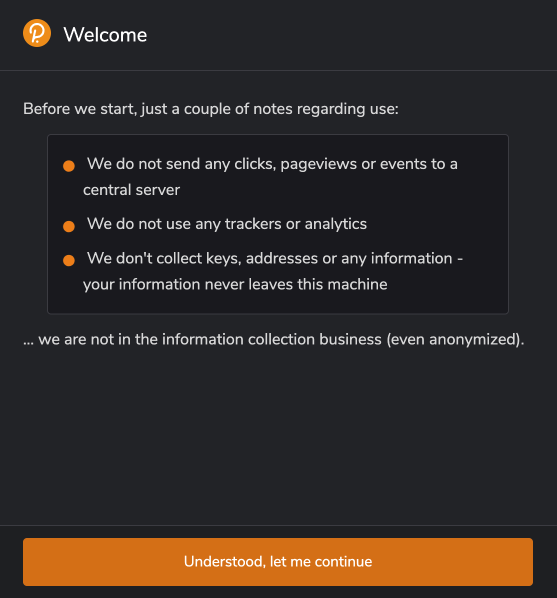 Welcome
Before we start, just a couple of notes regarding use:
We do not send any clicks, pageviews or events to a
central server
We do not use any trackers or analytics
We don't collect keys, addresses or any information -
your information never leaves this machine
... we are not in the information collection business (even anonymized).
Understood, let me continue